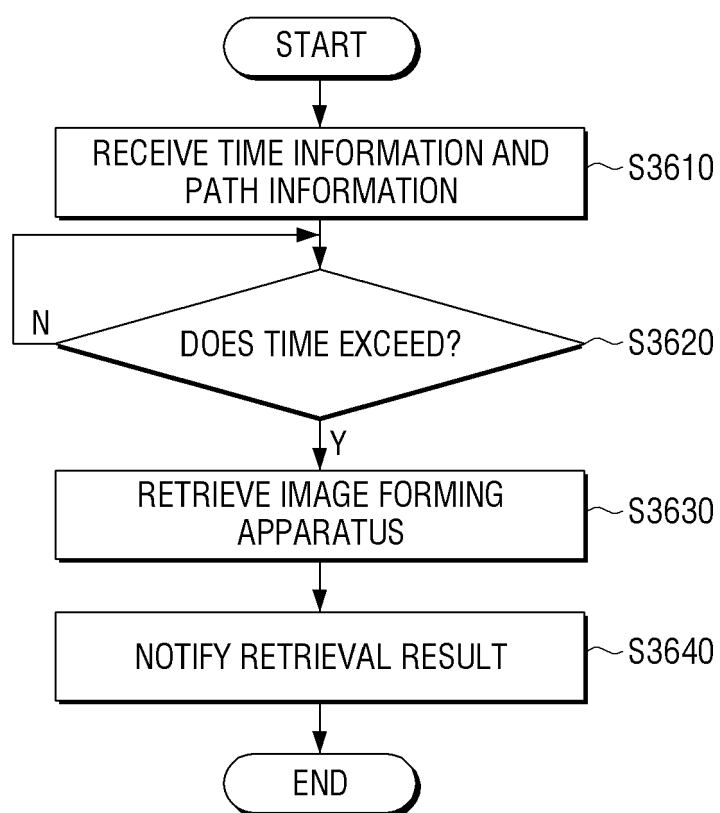 START
RECEIVE TIME INFORMATION AND
PATH INFORMATION
S3610
N
DOES TIME EXCEED?
S3620
Y
RETRIEVE IMAGE FORMING
APPARATUS
S3630
NOTIFY RETRIEVAL RESULT
S3640
END